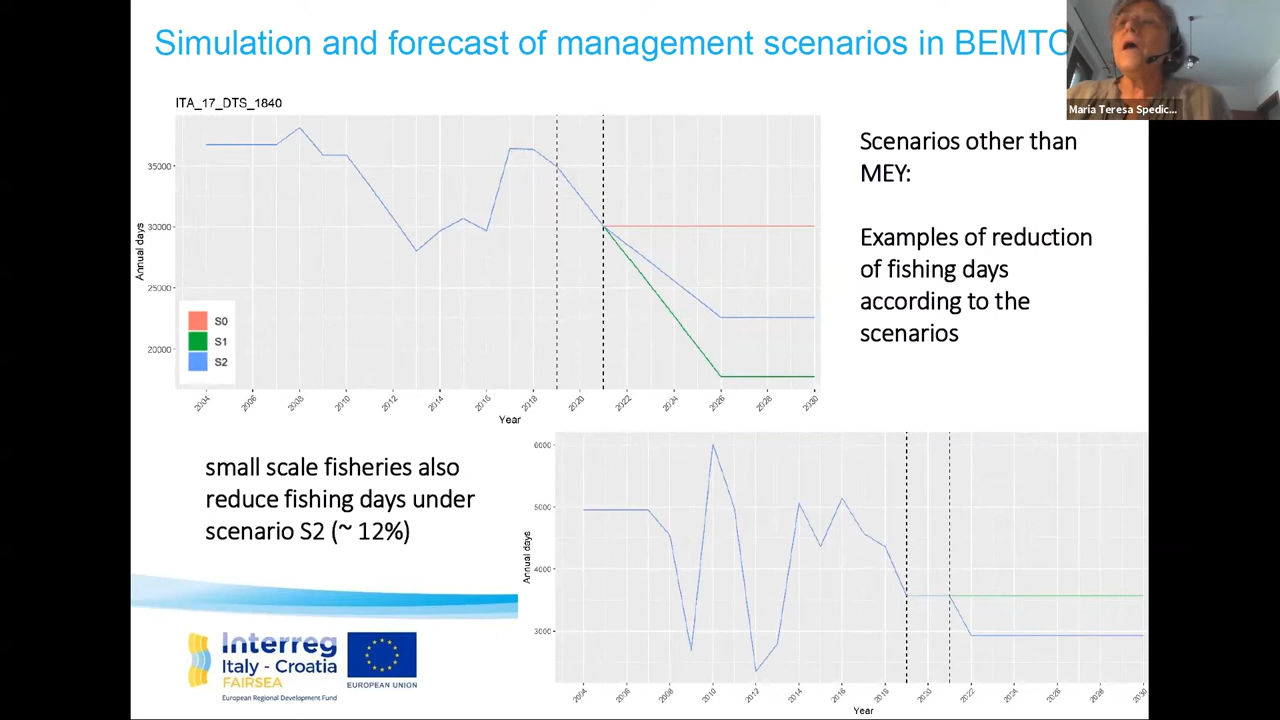 Simulation and forecast of management scenarios in BEMTO
Maria Teresa Spedic...
ITA_17_DTS_1840
Annual days
35000
30000
25000
20000
S0
S1
S2
2004 2006 2008 2010 2012 2014 2016 2018 2020 2022 2024 2026 2028 2030
Year
Scenarios other than
MEY:
Examples of reduction
of fishing days
according to the
scenarios
small scale fisheries also
reduce fishing days under
scenario S2 (~ 12%)
Annual days
6000
5000
4000
3000
2004 2006 2008 2010 2012 2014 2016 2018 2020 2022 2024 2026 2028 2030
Year
Interreg
Italy - Croatia
FAIRSEA
European Regional Development Fund
EUROPEAN UNION